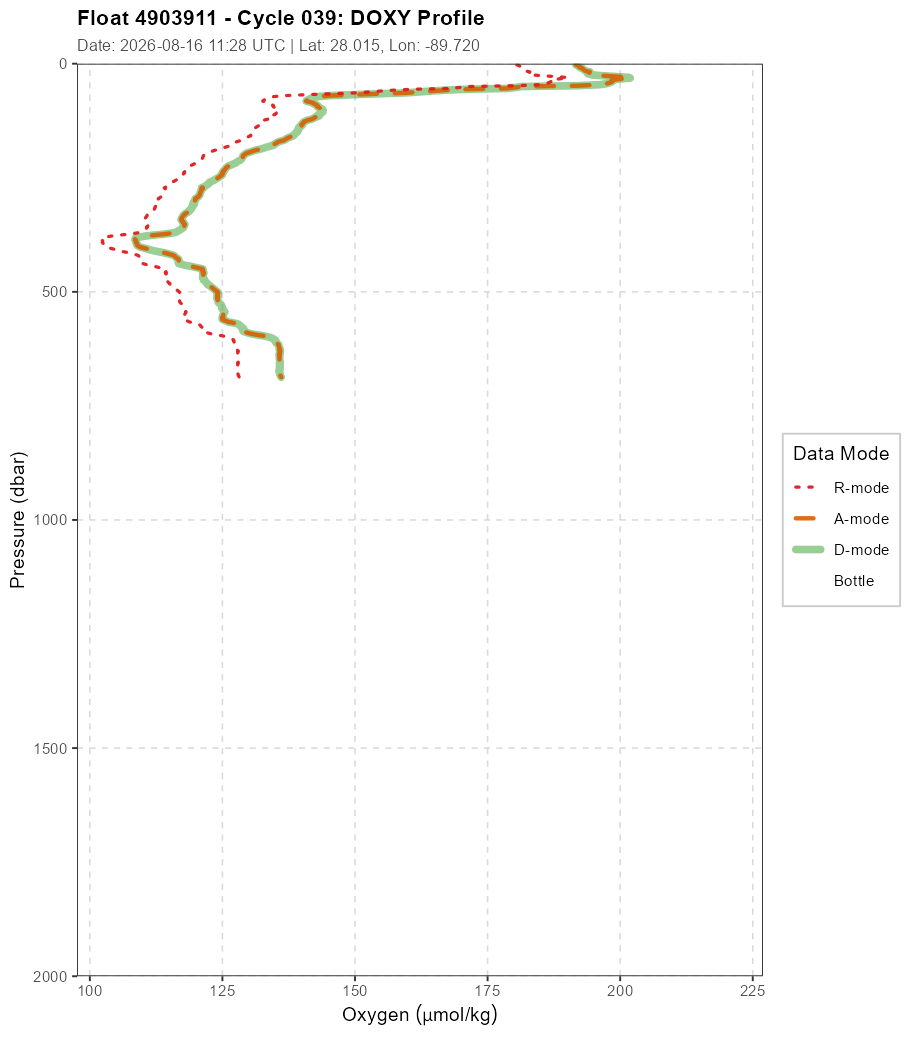 Float 4903911 - Cycle 039: DOXY Profile
Date: 2026-08-16 11:28 UTC | Lat: 28.015, Lon: -89.720
0
500
1000
1500
2000
Pressure (dbar)
100 125 150 175 200 225
Oxygen (µmol/kg)
Data Mode
R-mode
A-mode
D-mode
Bottle